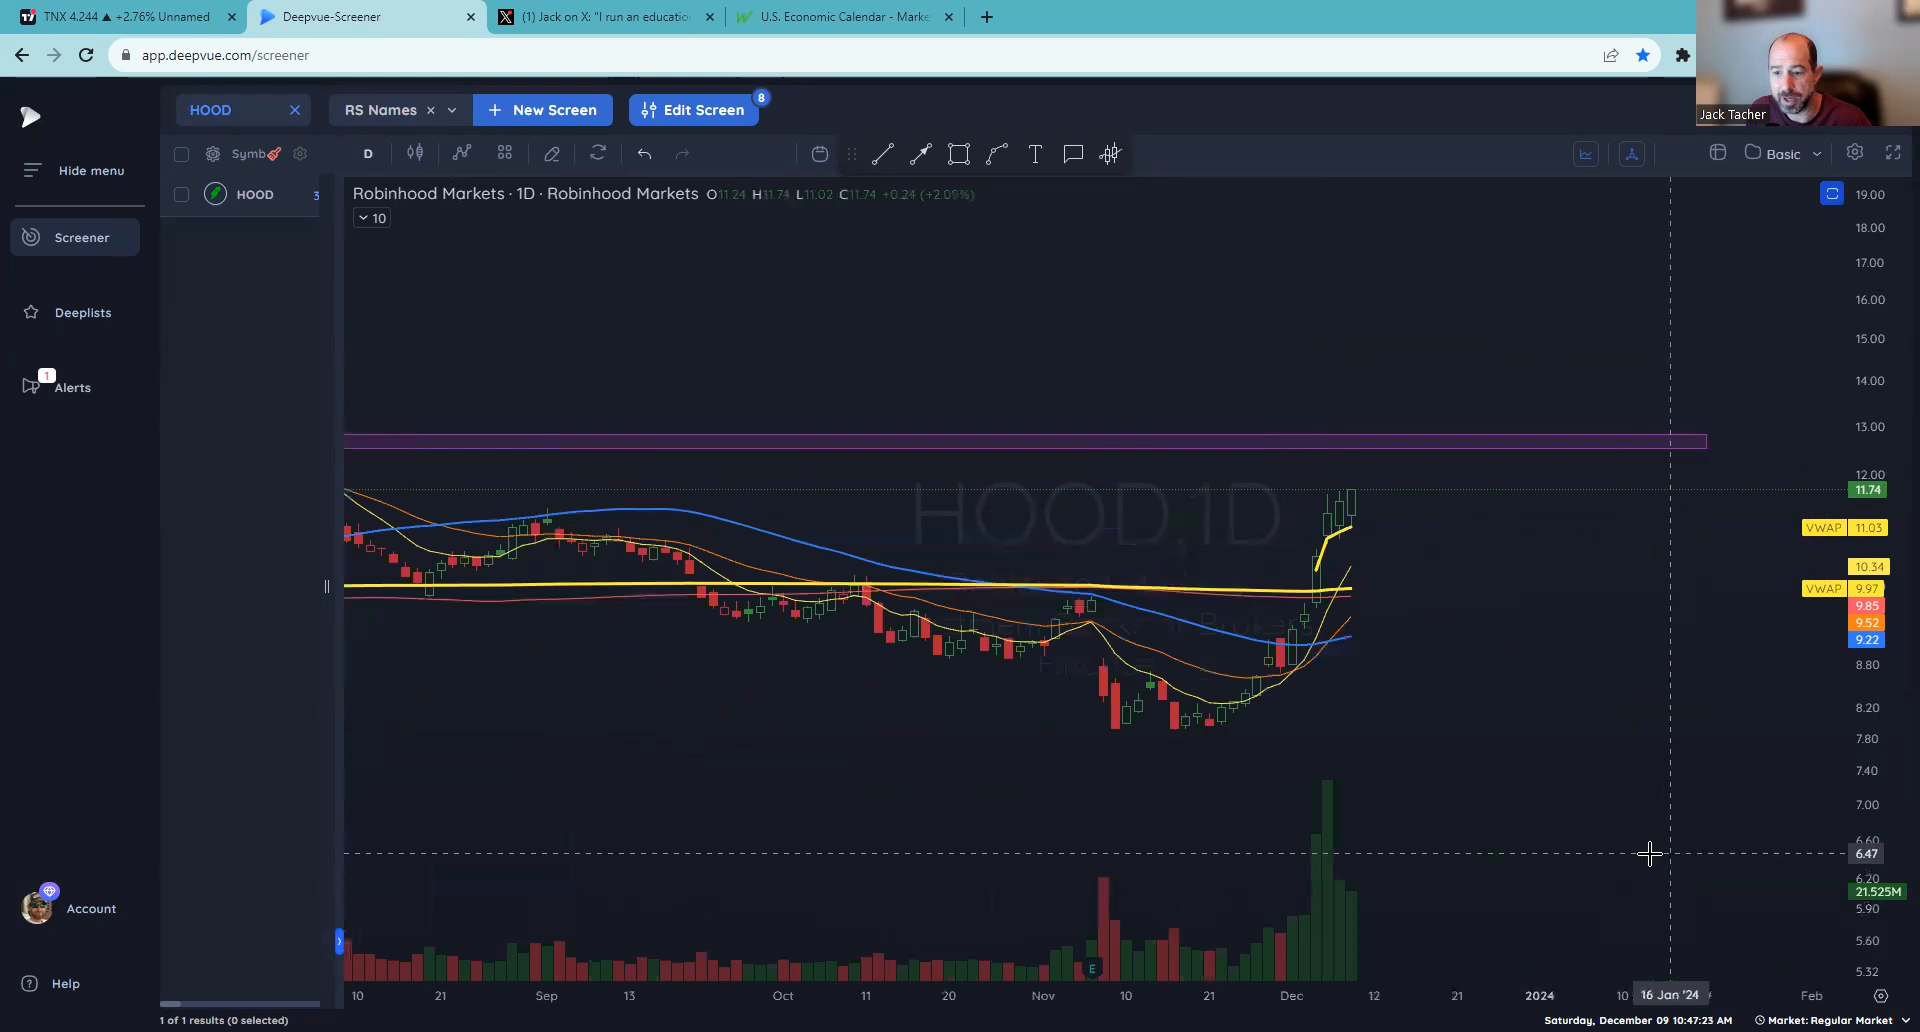 TNX 4.244 ▲ +2.76% Unnamed
Deepvue-Screener
(1) Jack on X: "I run an educatio
U.S. Economic Calendar - Marke
app.deepvue.com/screener
Jack Tacher
HOOD
RS Names
+ New Screen
Edit Screen
8
Hide menu
Symb
D
Basic
HOOD
3
Robinhood Markets · 1D · Robinhood Markets O11.24 H11.74 L11.02 C11.74 +0.24 (+2.09%)
10
Screener
Deeplists
1
Alerts
Account
Help
HOOD,1D
19.00
18.00
17.00
16.00
15.00
14.00
13.00
12.00
11.74
VWAP 11.03
10.34
VWAP 9.97
9.85
9.52
9.22
8.80
8.20
7.80
7.40
7.00
6.60
6.47
6.20
21.525M
5.90
5.60
5.32
E
10 21 Sep 13 Oct 11 20 Nov 10 21 Dec 12 21 2024 10 16 Jan '24 Feb
1 of 1 results (0 selected)
Saturday, December 09 10:47:23 AM
Market: Regular Market